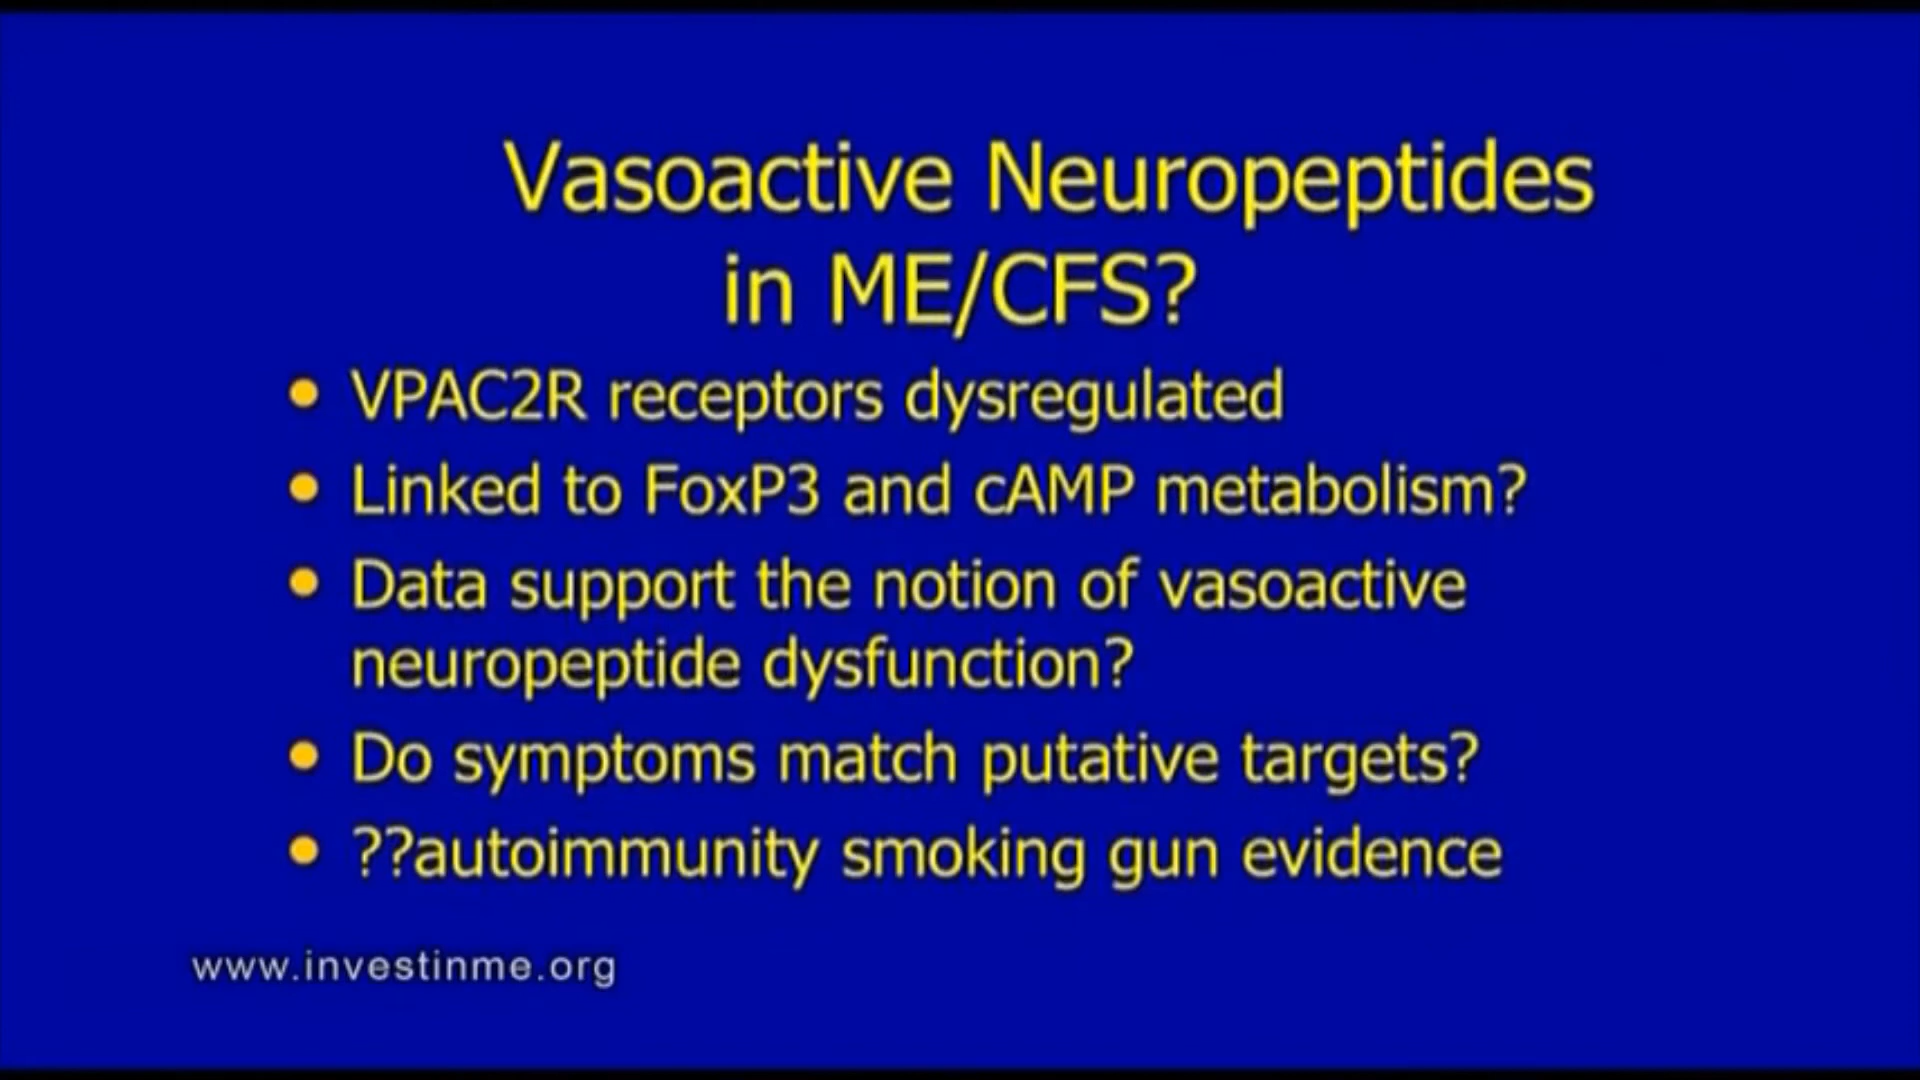 Vasoactive Neuropeptides
in ME/CFS?
• VPAC2R receptors dysregulated
• Linked to FoxP3 and cAMP metabolism?
• Data support the notion of vasoactive
neuropeptide dysfunction?
• Do symptoms match putative targets?
• ??autoimmunity smoking gun evidence
www.investinme.org